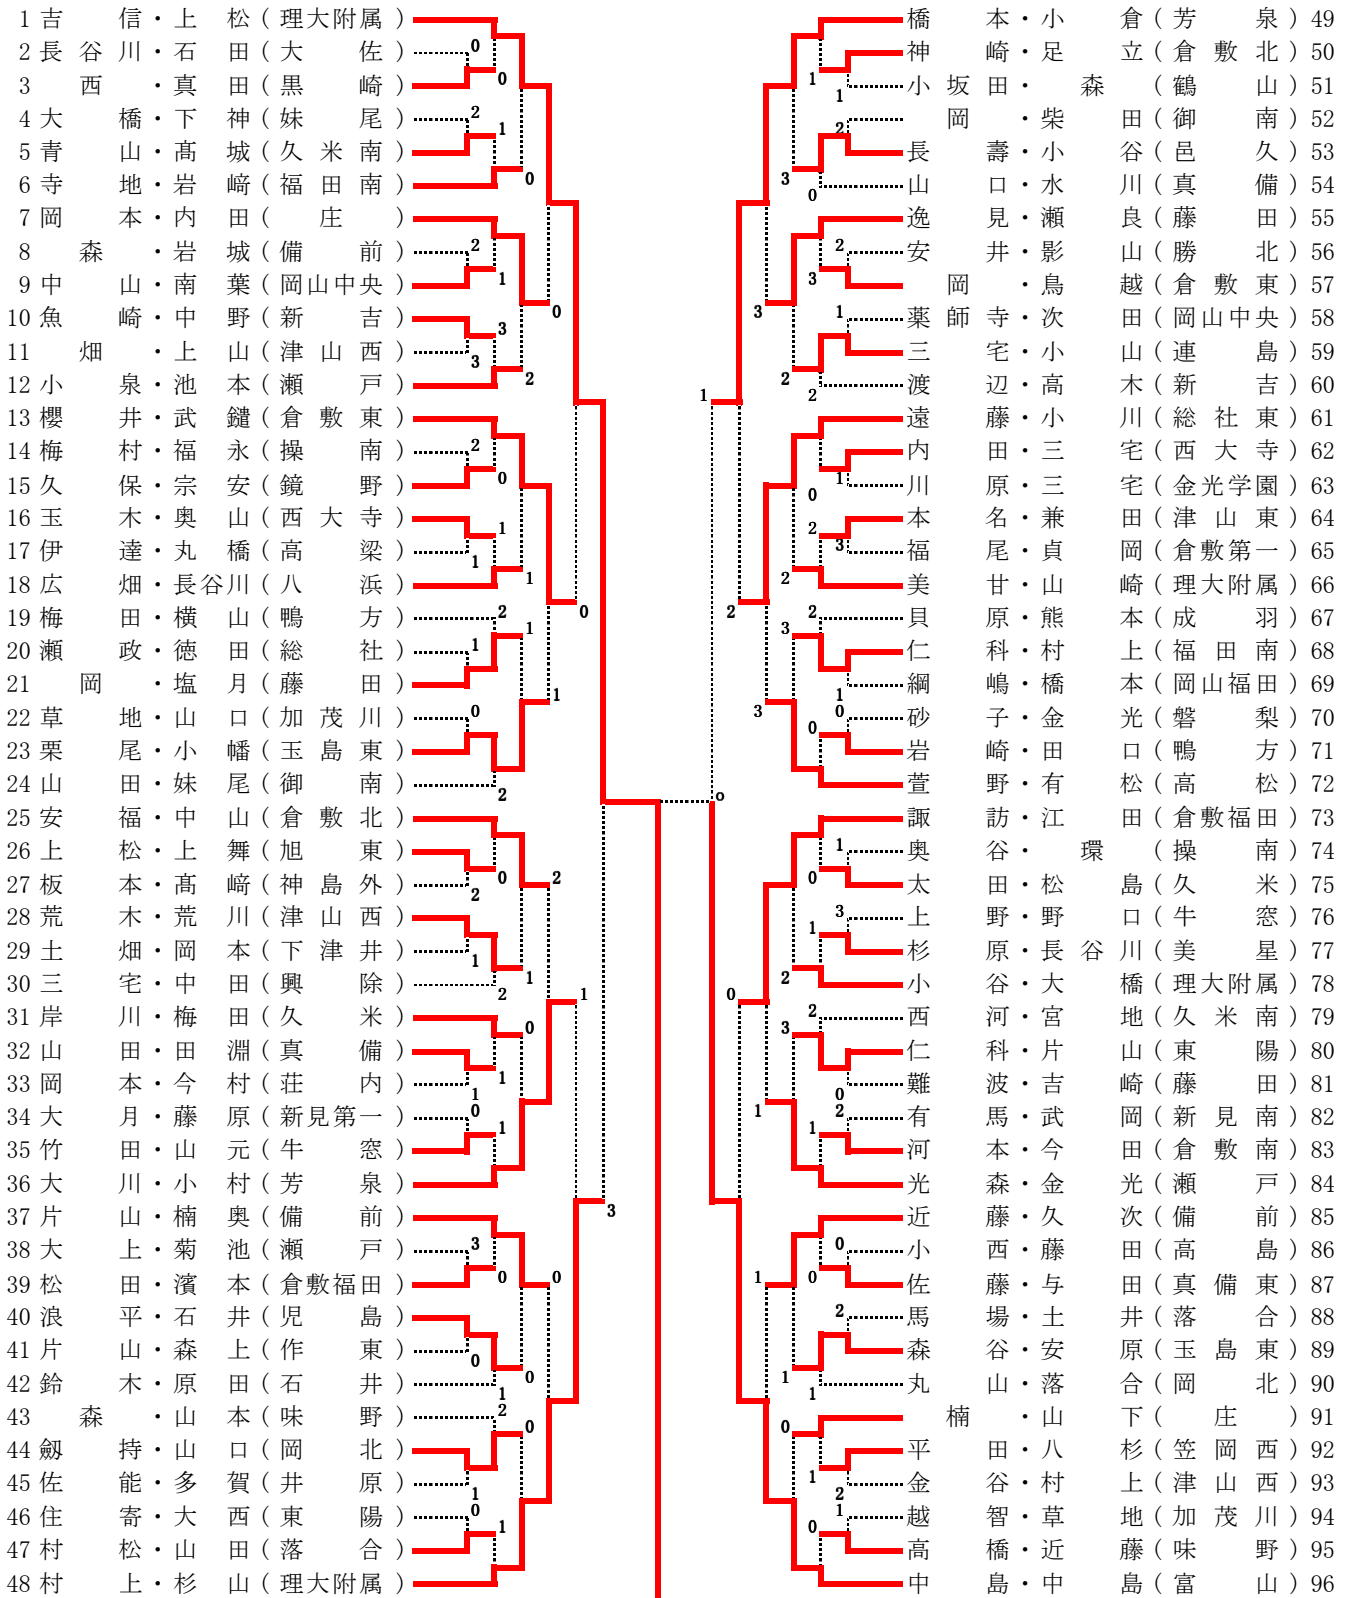 1 吉信・上松（理大附属）
2 長谷川・石田（大佐）
3 西・真田（黒崎）
4 大橋・下神（妹尾）
5 青山・髙城（久米南）
6 寺地・岩﨑（福田南）
7 岡本・内田（庄）
8 森・岩城（備前）
9 中山・南葉（岡山中央）
10 魚崎・中野（新吉）
11 畑・上山（津山西）
12 小泉・池本（瀬戸）
13 櫻井・武鑓（倉敷東）
14 梅村・福永（操南）
15 久保・宗安（鏡野）
16 玉木・奥山（西大寺）
17 伊達・丸橋（高梁）
18 広畑・長谷川（八浜）
19 梅田・横山（鴨方）
20 瀬政・徳田（総社）
21 岡・塩月（藤田）
22 草地・山口（加茂川）
23 栗尾・小幡（玉島東）
24 山田・妹尾（御南）
25 安福・中山（倉敷北）
26 上松・上舞（旭東）
27 板本・髙﨑（神島外）
28 荒木・荒川（津山西）
29 土畑・岡本（下津井）
30 三宅・中田（興除）
31 岸川・梅田（久米）
32 山田・田淵（真備）
33 岡本・今村（荘内）
34 大月・藤原（新見第一）
35 竹田・山元（牛窓）
36 大川・小村（芳泉）
37 片山・楠奥（備前）
38 大上・菊池（瀬戸）
39 松田・濱本（倉敷福田）
40 浪平・石井（児島）
41 片山・森上（作東）
42 鈴木・原田（石井）
43 森・山本（味野）
44 劔持・山口（岡北）
45 佐能・多賀（井原）
46 住寄・大西（東陽）
47 村松・山田（落合）
48 村上・杉山（理大附属）
橋本・小倉（芳泉）49
神崎・足立（倉敷北）50
小坂田・森（鶴山）51
岡・柴田（御南）52
長壽・小谷（邑久）53
山口・水川（真備）54
逸見・瀬良（藤田）55
安井・影山（勝北）56
岡・鳥越（倉敷東）57
薬師寺・次田（岡山中央）58
三宅・小山（連島）59
渡辺・高木（新吉）60
遠藤・小川（総社東）61
内田・三宅（西大寺）62
川原・三宅（金光学園）63
本名・兼田（津山東）64
福尾・貞岡（倉敷第一）65
美甘・山崎（理大附属）66
貝原・熊本（成羽）67
仁科・村上（福田南）68
綱嶋・橋本（岡山福田）69
砂子・金光（磐梨）70
岩崎・田口（鴨方）71
萱野・有松（高松）72
諏訪・江田（倉敷福田）73
奥谷・環（操南）74
太田・松島（久米）75
上野・野口（牛窓）76
杉原・長谷川（美星）77
小谷・大橋（理大附属）78
西河・宮地（久米南）79
仁科・片山（東陽）80
難波・吉崎（藤田）81
有馬・武岡（新見南）82
河本・今田（倉敷南）83
光森・金光（瀬戸）84
近藤・久次（備前）85
小西・藤田（高島）86
佐藤・与田（真備東）87
馬場・土井（落合）88
森谷・安原（玉島東）89
丸山・落合（岡北）90
楠・山下（庄）91
平田・八杉（笠岡西）92
金谷・村上（津山西）93
越智・草地（加茂川）94
高橋・近藤（味野）95
中島・中島（富山）96